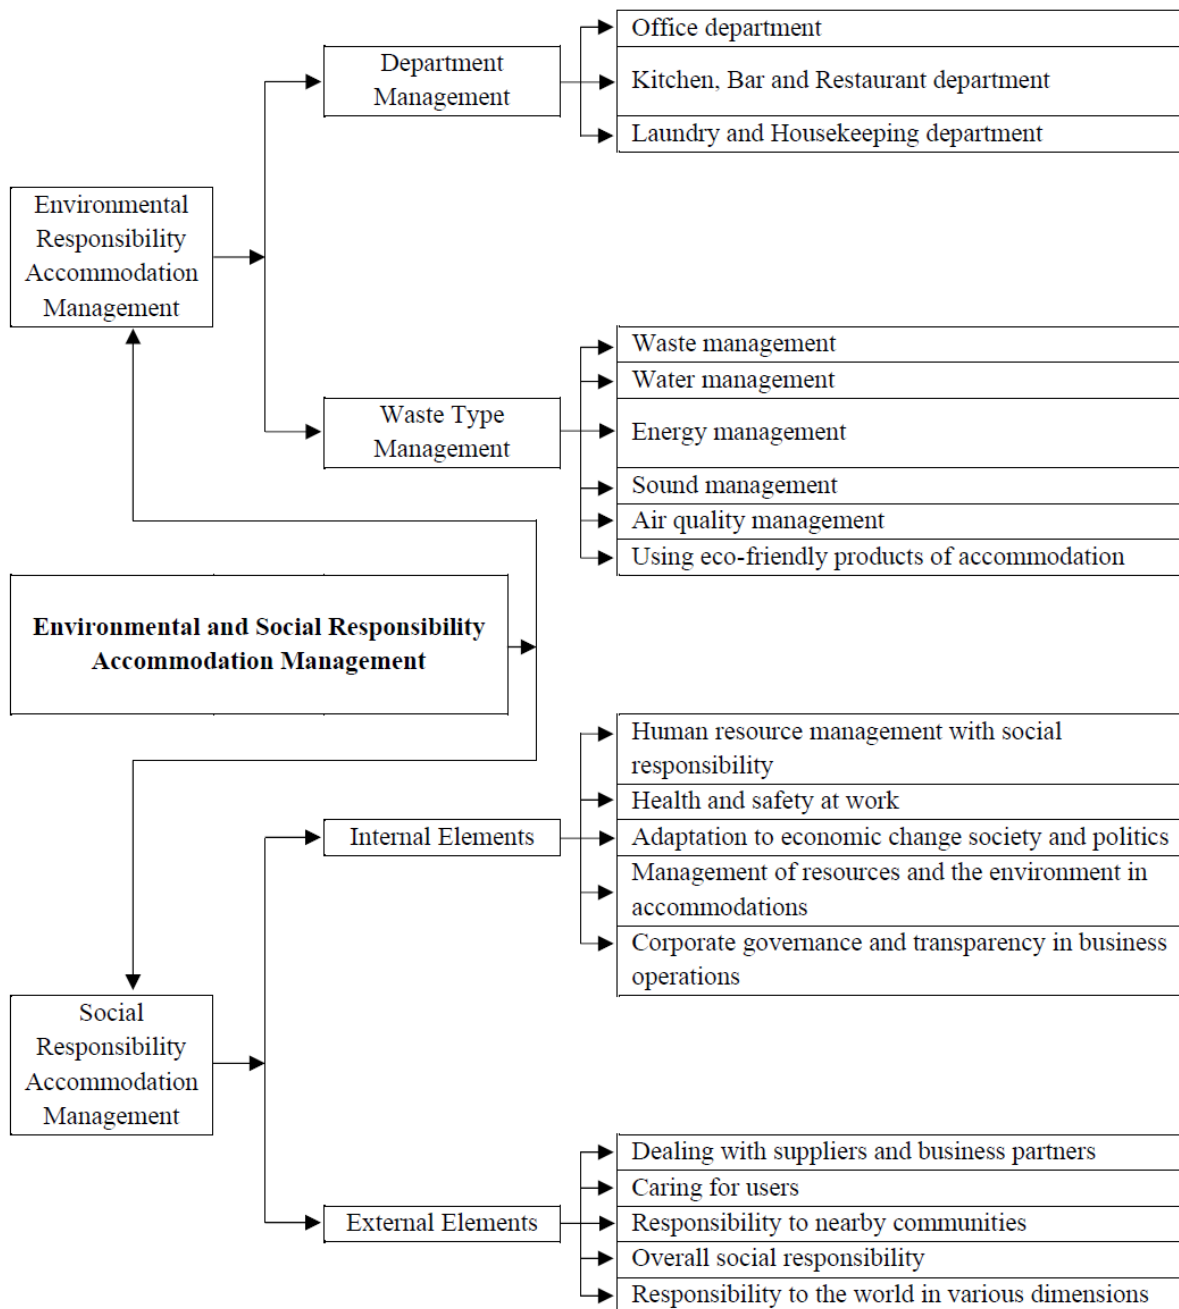 Department
Management
Office department
Kitchen, Bar and Restaurant department
Laundry and Housekeeping department
Environmental
Responsibility
Accommodation
Management
Waste Type
Management
Waste management
Water management
Energy management
Sound management
Air quality management
Using eco-friendly products of accommodation
Environmental and Social Responsibility
Accommodation Management
Internal Elements
Human resource management with social
responsibility
Health and safety at work
Adaptation to economic change society and politics
Management of resources and the environment in
accommodations
Corporate governance and transparency in business
operations
Social
Responsibility
Accommodation
Management
External Elements
Dealing with suppliers and business partners
Caring for users
Responsibility to nearby communities
Overall social responsibility
Responsibility to the world in various dimensions